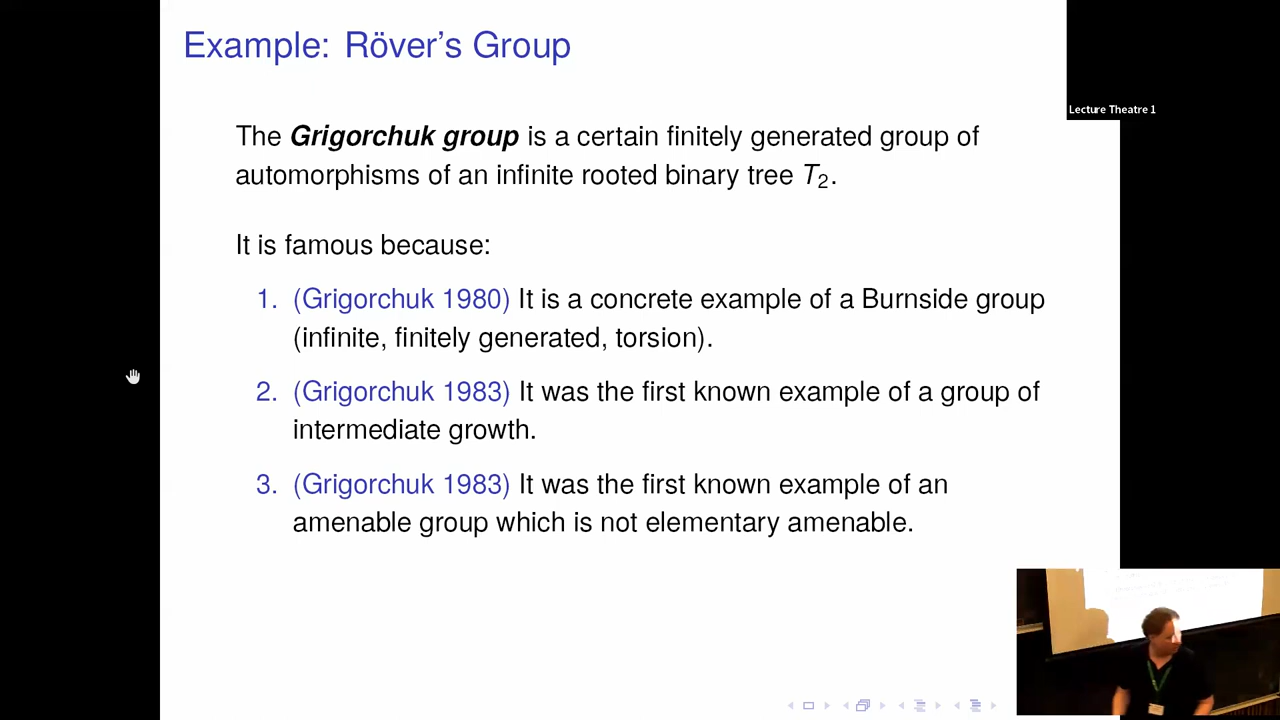 Example: Röver's Group
Lecture Theatre 1
The Grigorchuk group is a certain finitely generated group of
automorphisms of an infinite rooted binary tree T₂.
It is famous because:
1. (Grigorchuk 1980) It is a concrete example of a Burnside group
(infinite, finitely generated, torsion).
2. (Grigorchuk 1983) It was the first known example of a group of
intermediate growth.
3. (Grigorchuk 1983) It was the first known example of an
amenable group which is not elementary amenable.